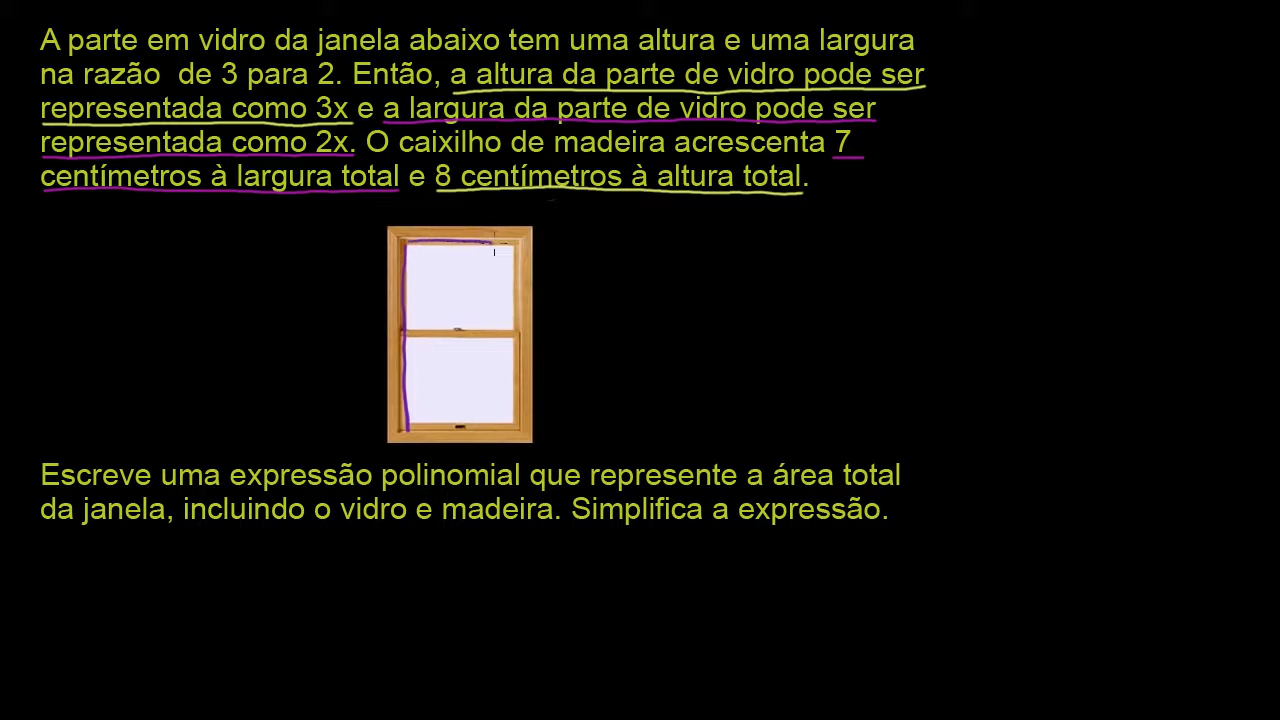 A parte em vidro da janela abaixo tem uma altura e uma largura
na razão de 3 para 2. Então, a altura da parte de vidro pode ser
representada como 3x e a largura da parte de vidro pode ser
representada como 2x. O caixilho de madeira acrescenta 7
centímetros à largura total e 8 centímetros à altura total.
Escreve uma expressão polinomial que represente a área total
da janela, incluindo o vidro e madeira. Simplifica a expressão.